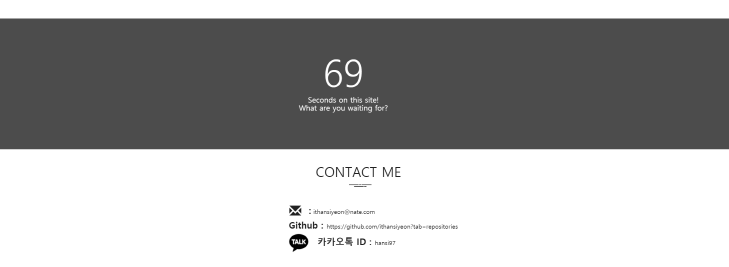 69
Seconds on this site!
What are you waiting for?
CONTACT ME
: ithansiyeon@nate.com
Github : https://github.com/ithansiyeon?tab=repositories
TALK 카카오톡 ID : hansi97